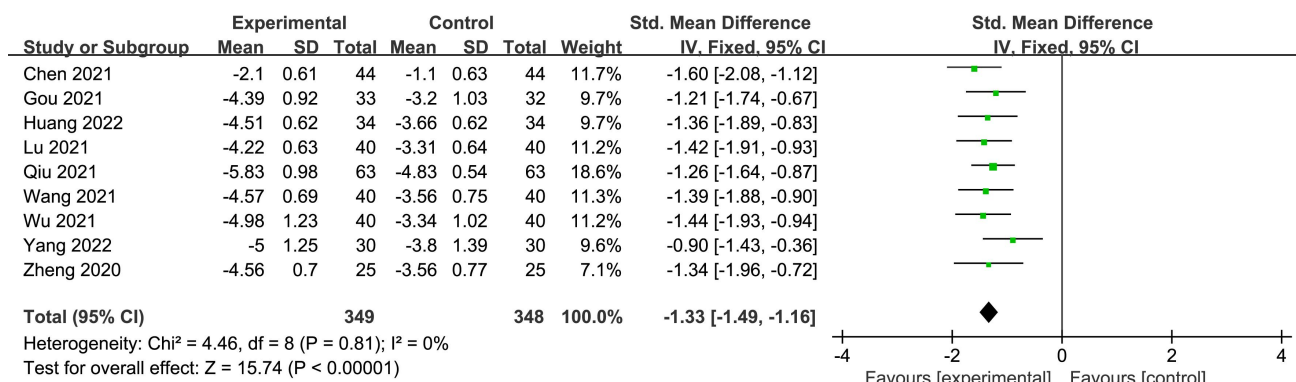 Experimental Control Std. Mean Difference Std. Mean Difference
Study or Subgroup Mean SD Total Mean SD Total Weight IV, Fixed, 95% CI IV, Fixed, 95% CI
Chen 2021 -2.1 0.61 44 -1.1 0.63 44 11.7% -1.60 [-2.08, -1.12]
Gou 2021 -4.39 0.92 33 -3.2 1.03 32 9.7% -1.21 [-1.74, -0.67]
Huang 2022 -4.51 0.62 34 -3.66 0.62 34 9.7% -1.36 [-1.89, -0.83]
Lu 2021 -4.22 0.63 40 -3.31 0.64 40 11.2% -1.42 [-1.91, -0.93]
Qiu 2021 -5.83 0.98 63 -4.83 0.54 63 18.6% -1.26 [-1.64, -0.87]
Wang 2021 -4.57 0.69 40 -3.56 0.75 40 11.3% -1.39 [-1.88, -0.90]
Wu 2021 -4.98 1.23 40 -3.34 1.02 40 11.2% -1.44 [-1.93, -0.94]
Yang 2022 -5 1.25 30 -3.8 1.39 30 9.6% -0.90 [-1.43, -0.36]
Zheng 2020 -4.56 0.7 25 -3.56 0.77 25 7.1% -1.34 [-1.96, -0.72]
Total (95% CI) 349 348 100.0% -1.33 [-1.49, -1.16]
Heterogeneity: Chi² = 4.46, df = 8 (P = 0.81); I² = 0%
Test for overall effect: Z = 15.74 (P < 0.00001)
-4 -2 0 2 4
Favours [experimental] Favours [control]